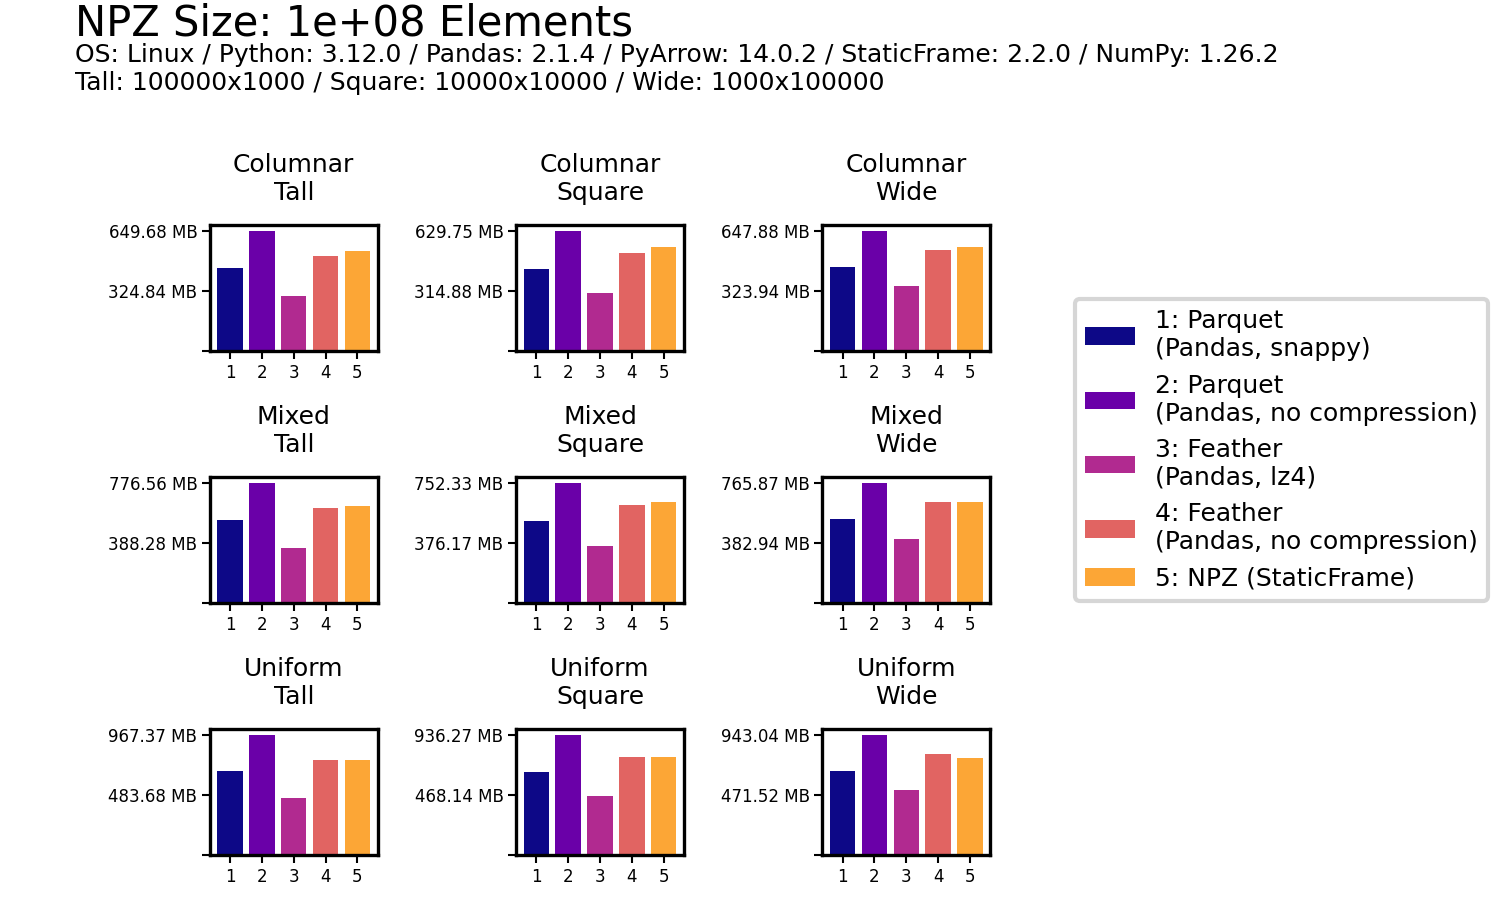 NPZ Size: 1e+08 Elements
OS: Linux / Python: 3.12.0 / Pandas: 2.1.4 / PyArrow: 14.0.2 / StaticFrame: 2.2.0 / NumPy: 1.26.2
Tall: 100000x1000 / Square: 10000x10000 / Wide: 1000x100000
Columnar
Tall
649.68 MB
324.84 MB
1 2 3 4 5
Columnar
Square
629.75 MB
314.88 MB
1 2 3 4 5
Columnar
Wide
647.88 MB
323.94 MB
1 2 3 4 5
Mixed
Tall
776.56 MB
388.28 MB
1 2 3 4 5
Mixed
Square
752.33 MB
376.17 MB
1 2 3 4 5
Mixed
Wide
765.87 MB
382.94 MB
1 2 3 4 5
Uniform
Tall
967.37 MB
483.68 MB
1 2 3 4 5
Uniform
Square
936.27 MB
468.14 MB
1 2 3 4 5
Uniform
Wide
943.04 MB
471.52 MB
1 2 3 4 5
1: Parquet
(Pandas, snappy)
2: Parquet
(Pandas, no compression)
3: Feather
(Pandas, lz4)
4: Feather
(Pandas, no compression)
5: NPZ (StaticFrame)